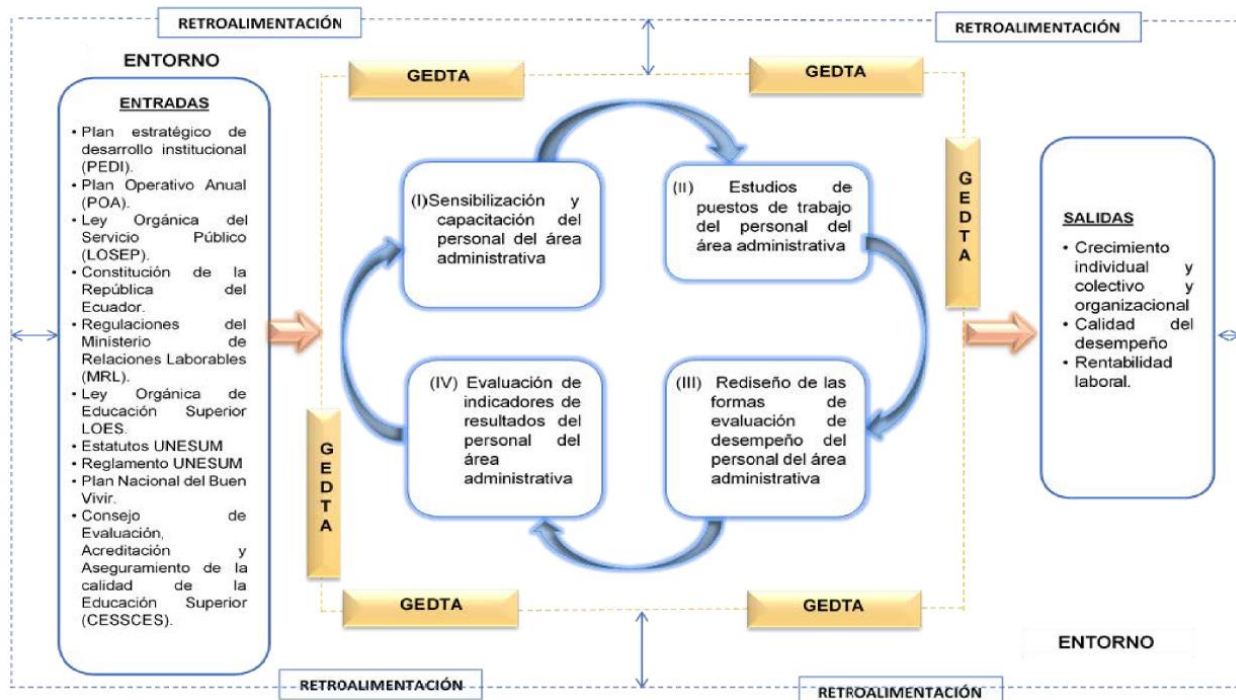 RETROALIMENTACIÓN
RETROALIMENTACIÓN
ENTORNO
ENTRADAS
• Plan estratégico de
desarrollo institucional
(PEDI).
• Plan Operativo Anual
(POA).
• Ley Orgánica del
Servicio Público
(LOSEP).
• Constitución de la
República del
Ecuador.
• Regulaciones del
Ministerio de
Relaciones Laborables
(MRL).
• Ley Orgánica de
Educación Superior
LOES.
• Estatutos UNESUM
• Reglamento UNESUM
• Plan Nacional del Buen
Vivir.
• Consejo de
Evaluación,
Acreditación y
Aseguramiento de la
calidad de la
Educación Superior
(CESSCES).
GEDTA
GEDTA
(I)Sensibilización y
capacitación del
personal del área
administrativa
(II) Estudios de
puestos de trabajo
del personal del
área administrativa
(III) Rediseño de las
formas de
evaluación de
desempeño del
personal del área
administrativa
(IV) Evaluación de
indicadores de
resultados del
personal del
área
administrativa
GEDTA
GEDTA
GEDTA
GEDTA
SALIDAS
• Crecimiento
individual y
colectivo y
organizacional
• Calidad del
desempeño
• Rentabilidad
laboral.
ENTORNO
RETROALIMENTACIÓN
RETROALIMENTACIÓN